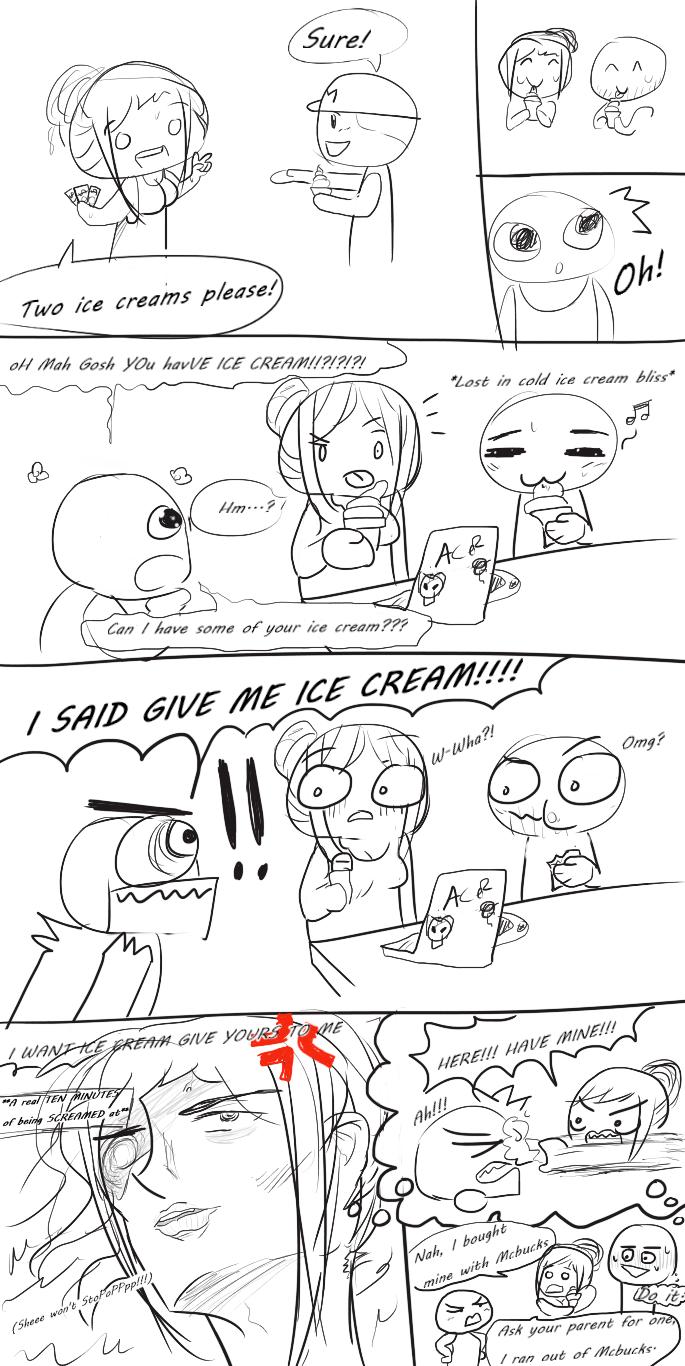 Sure!
Two ice creams please!
Oh!
oH Mah Gosh YOu havVE ICE CREAM!!?!?!?!
*Lost in cold ice cream bliss*
Hm...?
ACER
Can I have some of your ice cream???
I SAID GIVE ME ICE CREAM!!!!
W-Wha?!
Omg?
!!
ACER
I WANT ICE CREAM GIVE YOURS TO ME
**A real TEN MINUTES
of being SCREAMED at**
(Sheee won't StoPoPPpp!!!)
HERE!!! HAVE MINE!!!
Ah!!!
Nah, I bought
mine with Mcbucks
Do it!
Ask your parent for one,
I ran out of Mcbucks.